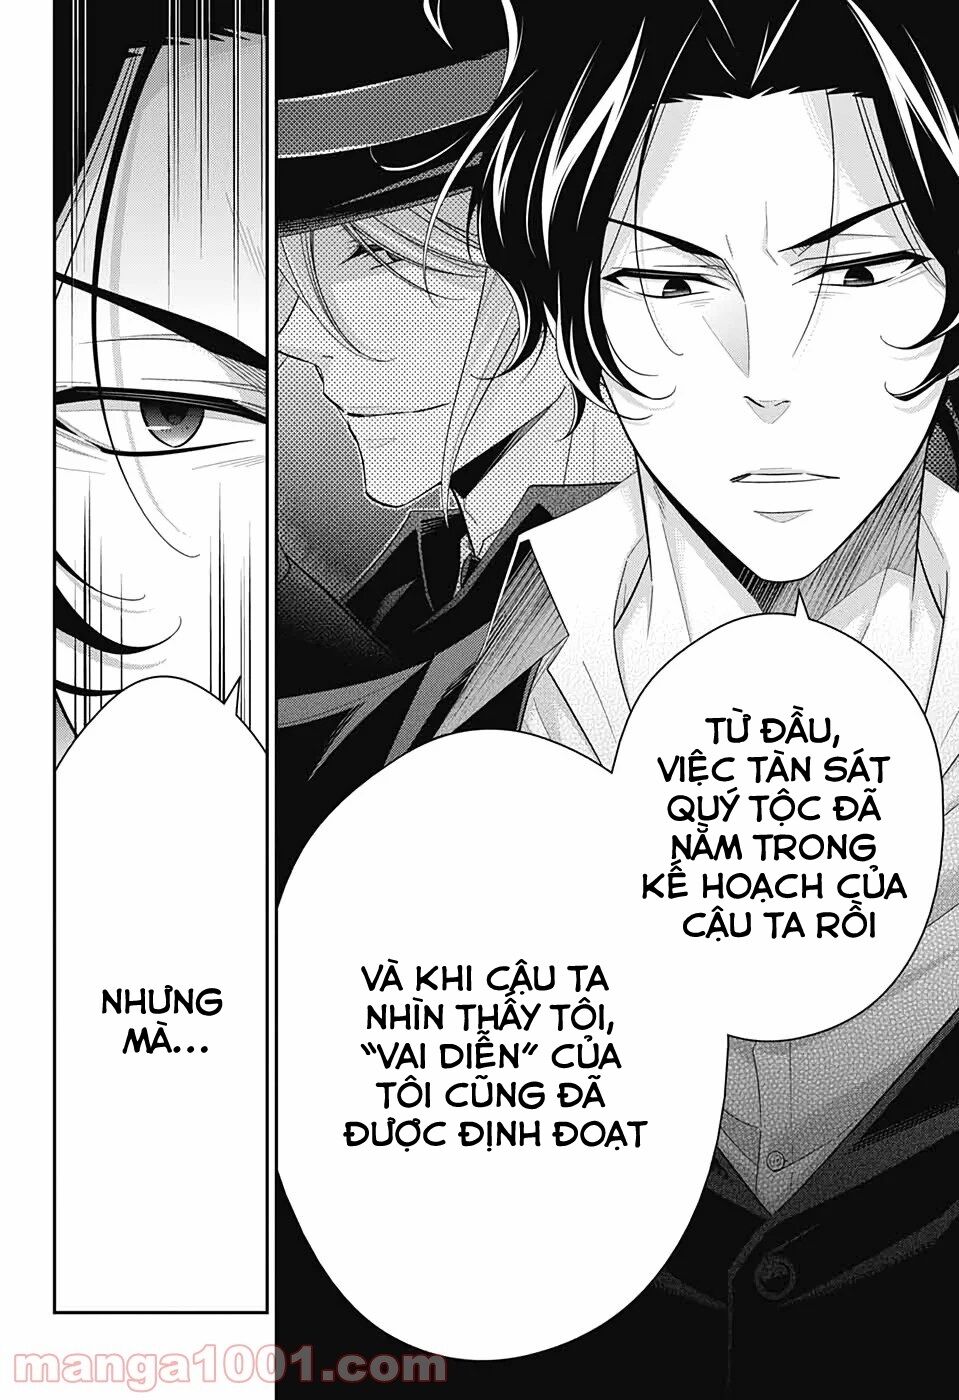 TỪ ĐẦU,
VIỆC TÀN SÁT
QUÝ TỘC ĐÃ
NẰM TRONG
KẾ HOẠCH CỦA
CẬU TA RỒI
VÀ KHI CẬU TA
NHÌN THẤY TÔI,
"VAI DIỄN" CỦA
TÔI CŨNG ĐÃ
ĐƯỢC ĐỊNH ĐOẠT
NHƯNG
MÀ...
manga1001.com